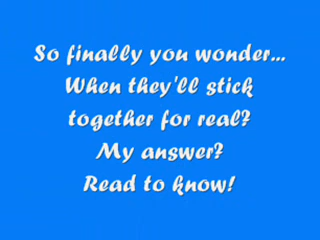 So finally you wonder...
When they'll stick
together for real?
My answer?
Read to know!